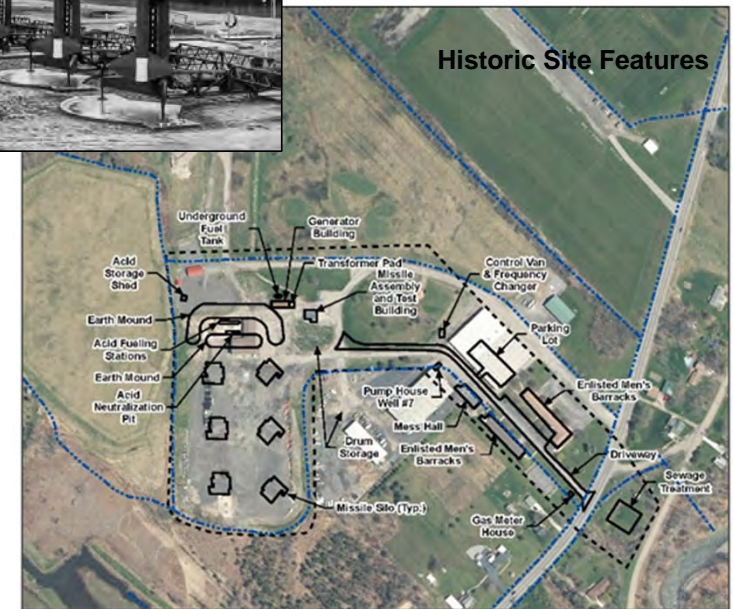 Historic Site Features
Underground
Fuel
Tank
Generator
Building
Acid
Storage
Shed
Transformer Pad
Missile
Assembly
and Test
Building
Control Van
& Frequency
Changer
Earth Mound
Parking
Lot
Acid Fueling
Stations
Earth Mound
Acid
Neutralization
Pit
Enlisted Men's
Barracks
Pump House
Well #7
Mess Hall
Drum
Storage
Enlisted Men's
Barracks
Driveway
Sewage
Treatment
Missile Silo (Typ.)
Gas Meter
House